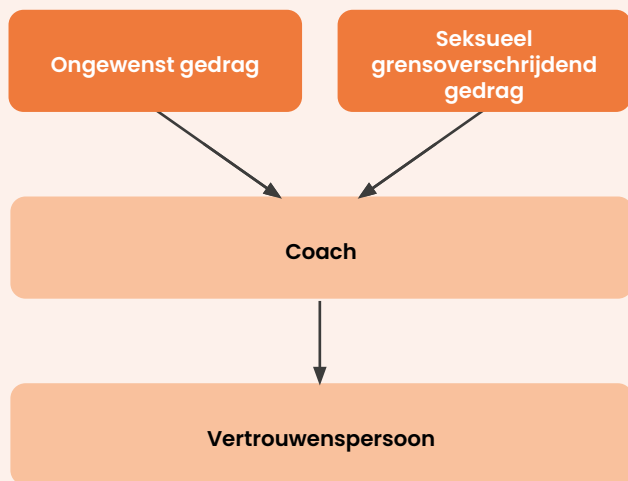 Ongewenst gedrag
Seksueel
grensoverschrijdend
gedrag
Coach
Vertrouwenspersoon